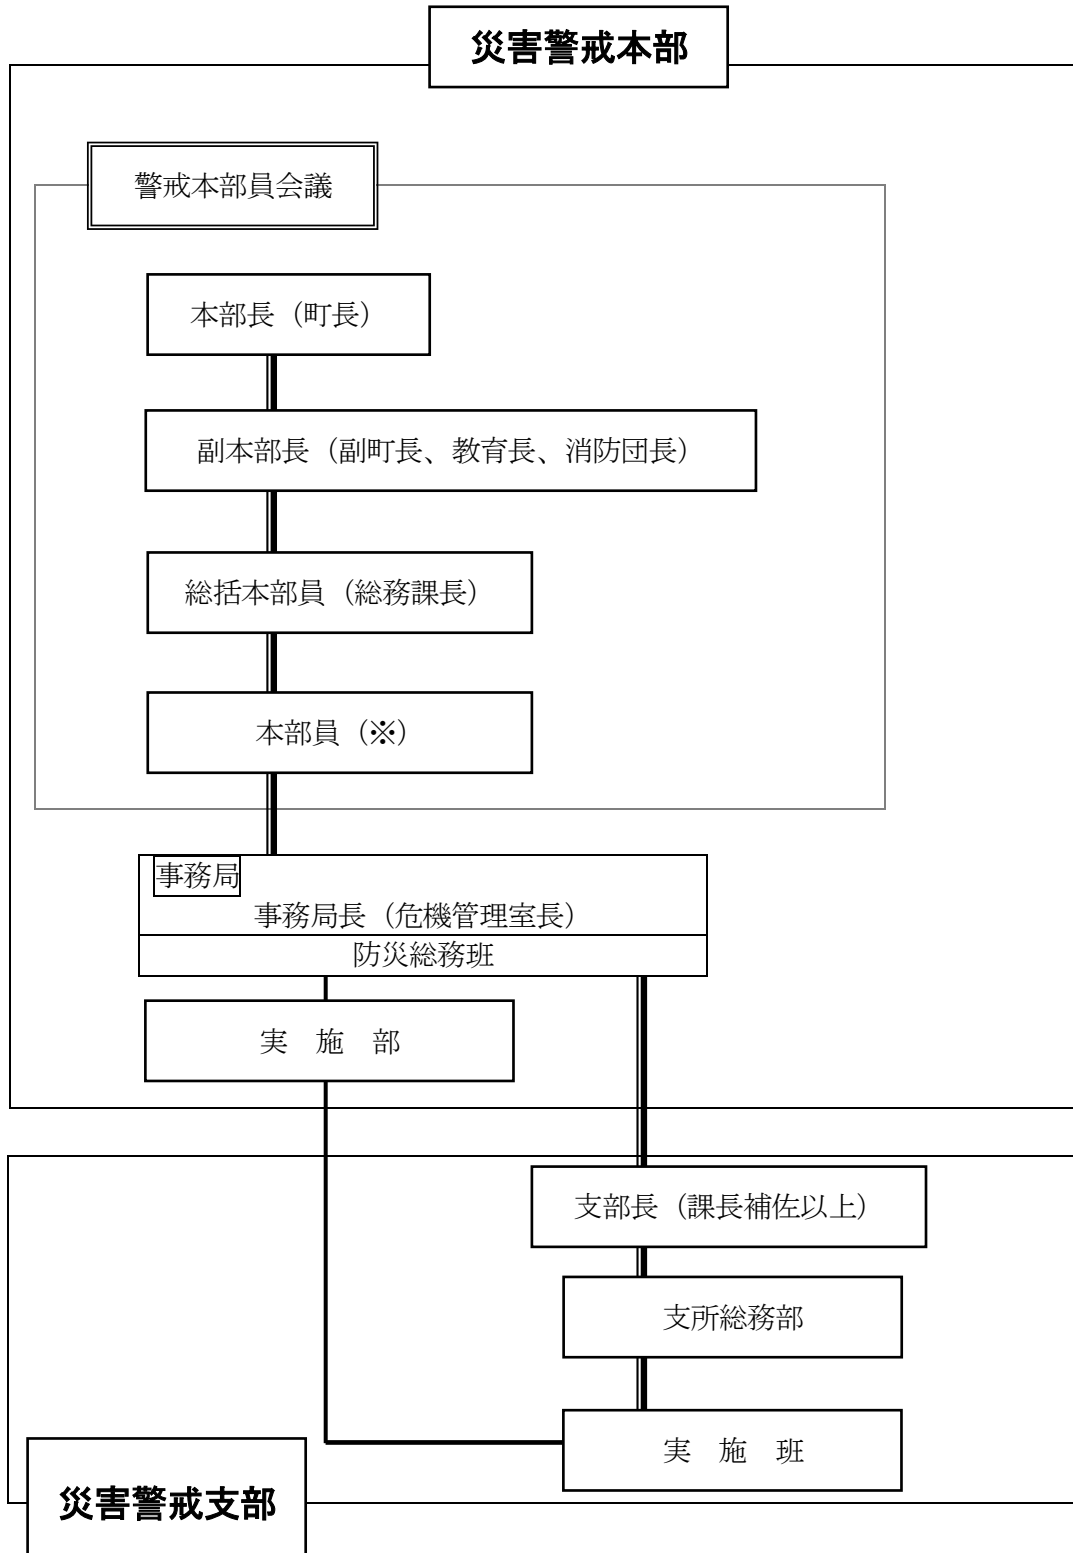 災害警戒本部
警戒本部員会議
本部長（町長）
副本部長（副町長、教育長、消防団長）
総括本部員（総務課長）
本部員（※）
事務局
事務局長（危機管理室長）
防災総務班
実　施　部
支部長（課長補佐以上）
支所総務部
実　施　班
災害警戒支部